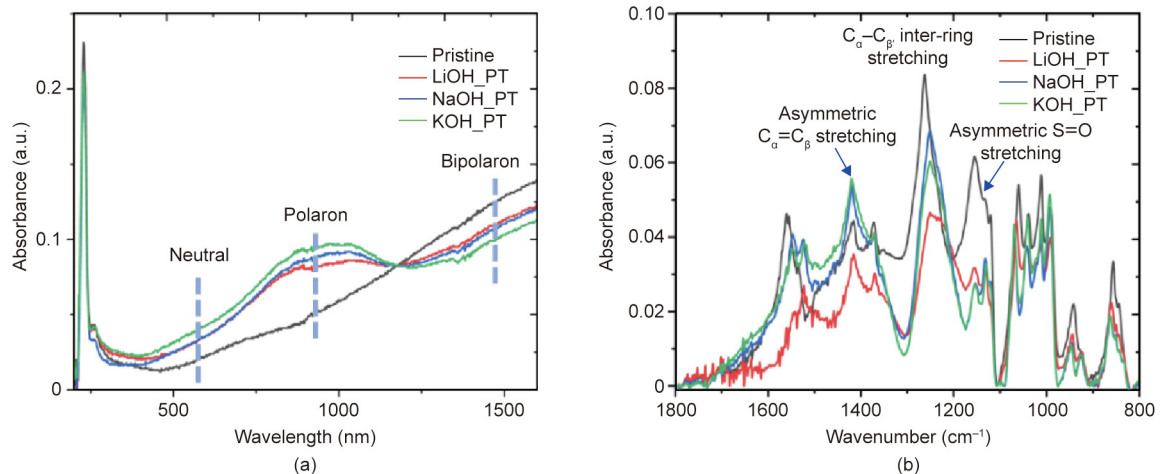 Absorbance (a.u.)
0.2
0.1
0
500
1000
1500
Wavelength (nm)
Pristine
LiOH_PT
NaOH_PT
KOH_PT
Neutral
Polaron
Bipolaron
(a)
Absorbance (a.u.)
0.10
0.08
0.06
0.04
0.02
0
1800
1600
1400
1200
1000
800
Wavenumber (cm⁻¹)
Cα–Cβ' inter-ring
stretching
Pristine
LiOH_PT
NaOH_PT
KOH_PT
Asymmetric
Cα=Cβ stretching
Asymmetric S=O
stretching
(b)